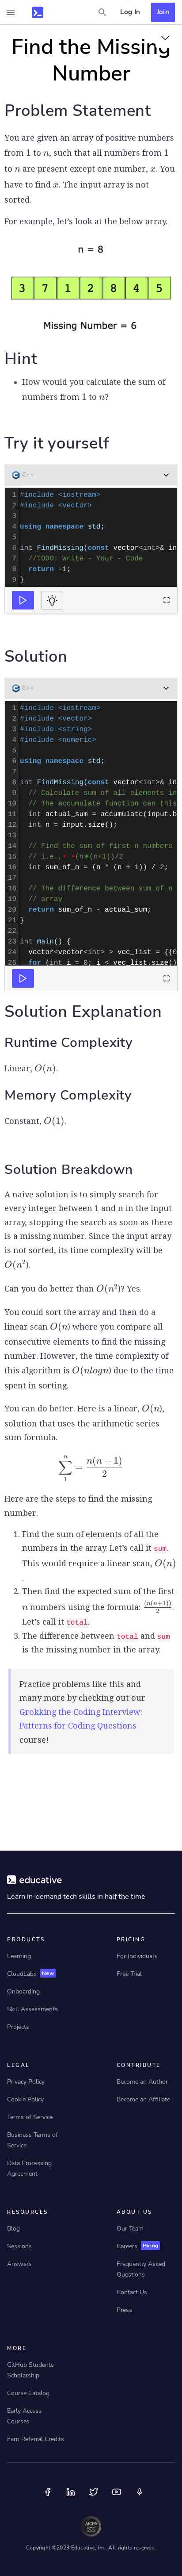 Log In
Join
Find the Missing
Number
Problem Statement
You are given an array of positive numbers
from 1 to n, such that all numbers from 1
to n are present except one number, x. You
have to find x. The input array is not
sorted.
For example, let’s look at the below array.
n = 8
3 7 1 2 8 4 5
Missing Number = 6
Hint
• How would you calculate the sum of
numbers from 1 to n?
Try it yourself
C++
1 #include <iostream>
2 #include <vector>
3
4 using namespace std;
5
6 int FindMissing(const vector<int>& in
7 //TODO: Write - Your - Code
8 return -1;
9 }
Solution
C++
1 #include <iostream>
2 #include <vector>
3 #include <string>
4 #include <numeric>
5
6 using namespace std;
7
8 int FindMissing(const vector<int>& in
9 // Calculate sum of all elements in
10 // The accumulate function can this
11 int actual_sum = accumulate(input.b
12 int n = input.size();
13
14 // Find the sum of first n numbers
15 // i.e., • •(n∗(n+1))/2
16 int sum_of_n = (n * (n + 1)) / 2;
17
18 // The difference between sum_of_n
19 // array
20 return sum_of_n - actual_sum;
21 }
22
23 int main() {
24 vector<vector<int> > vec_list = {{0
25 for (int i = 0; i < vec_list.size()
Solution Explanation
Runtime Complexity
Linear, O(n).
Memory Complexity
Constant, O(1).
Solution Breakdown
A naive solution is to simply search for
every integer between 1 and n in the input
array, stopping the search as soon as there
is a missing number. But since the input array
is not sorted, is time complexity will be
O(n²).
Can you do better than O(n²)? Yes.
You could sort the array and then do a
linear scan O(n) where you compare all
consecutive elements to find the missing
number. However, the time complexity of
this algorithm is O(nlogn) due to the time
spent in sorting.
You can do better. Here is a linear, O(n),
solution that uses the arithmetic series
sum formula.
∑₁ⁿ = n(n + 1)/2
Here are the steps to find the missing
number.
1. Find the sum of elements of all the
numbers in the array. Let’s call it sum.
This would require a linear scan, O(n)
.
2. Then find the expected sum of the first
n numbers using the formula: (n(n+1))/2.
Let’s call it total.
3. The difference between total and sum
is the missing number in the array.
Practice problems like this and
many more by checking out our
Grokking the Coding Interview:
Patterns for Coding Questions
course!
educative
Learn in-demand tech skills in half the time
PRODUCTS
Learning
CloudLabs New
Onboarding
Skill Assessments
Projects
PRICING
For Individuals
Free Trial
LEGAL
Privacy Policy
Cookie Policy
Terms of Service
Business Terms of
Service
Data Processing
Agreement
CONTRIBUTE
Become an Author
Become an Affiliate
RESOURCES
Blog
Sessions
Answers
ABOUT US
Our Team
Careers Hiring
Frequently Asked
Questions
Contact Us
Press
MORE
GitHub Students
Scholarship
Course Catalog
Early Access
Courses
Earn Referral Credits
Copyright ©2023 Educative, Inc. All rights reserved.